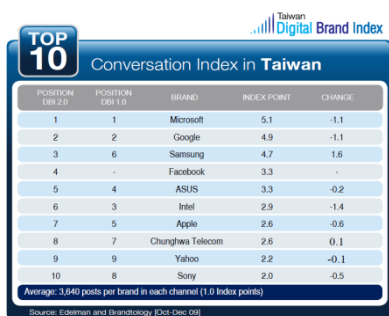 Taiwan
Digital Brand Index
TOP
10
Conversation Index in Taiwan
POSITION DBI 2.0 POSITION DBI 1.0 BRAND INDEX POINT CHANGE
1 1 Microsoft 5.1 -1.1
2 2 Google 4.9 -1.1
3 6 Samsung 4.7 1.6
4 - Facebook 3.3 -
5 4 ASUS 3.3 -0.2
6 3 Intel 2.9 -1.4
7 5 Apple 2.6 -0.6
8 7 Chunghwa Telecom 2.6 0.1
9 9 Yahoo 2.2 -0.1
10 8 Sony 2.0 -0.5
Average: 3,640 posts per brand in each channel (1.0 Index points)
Source: Edelman and Brandtology [Oct-Dec 09]